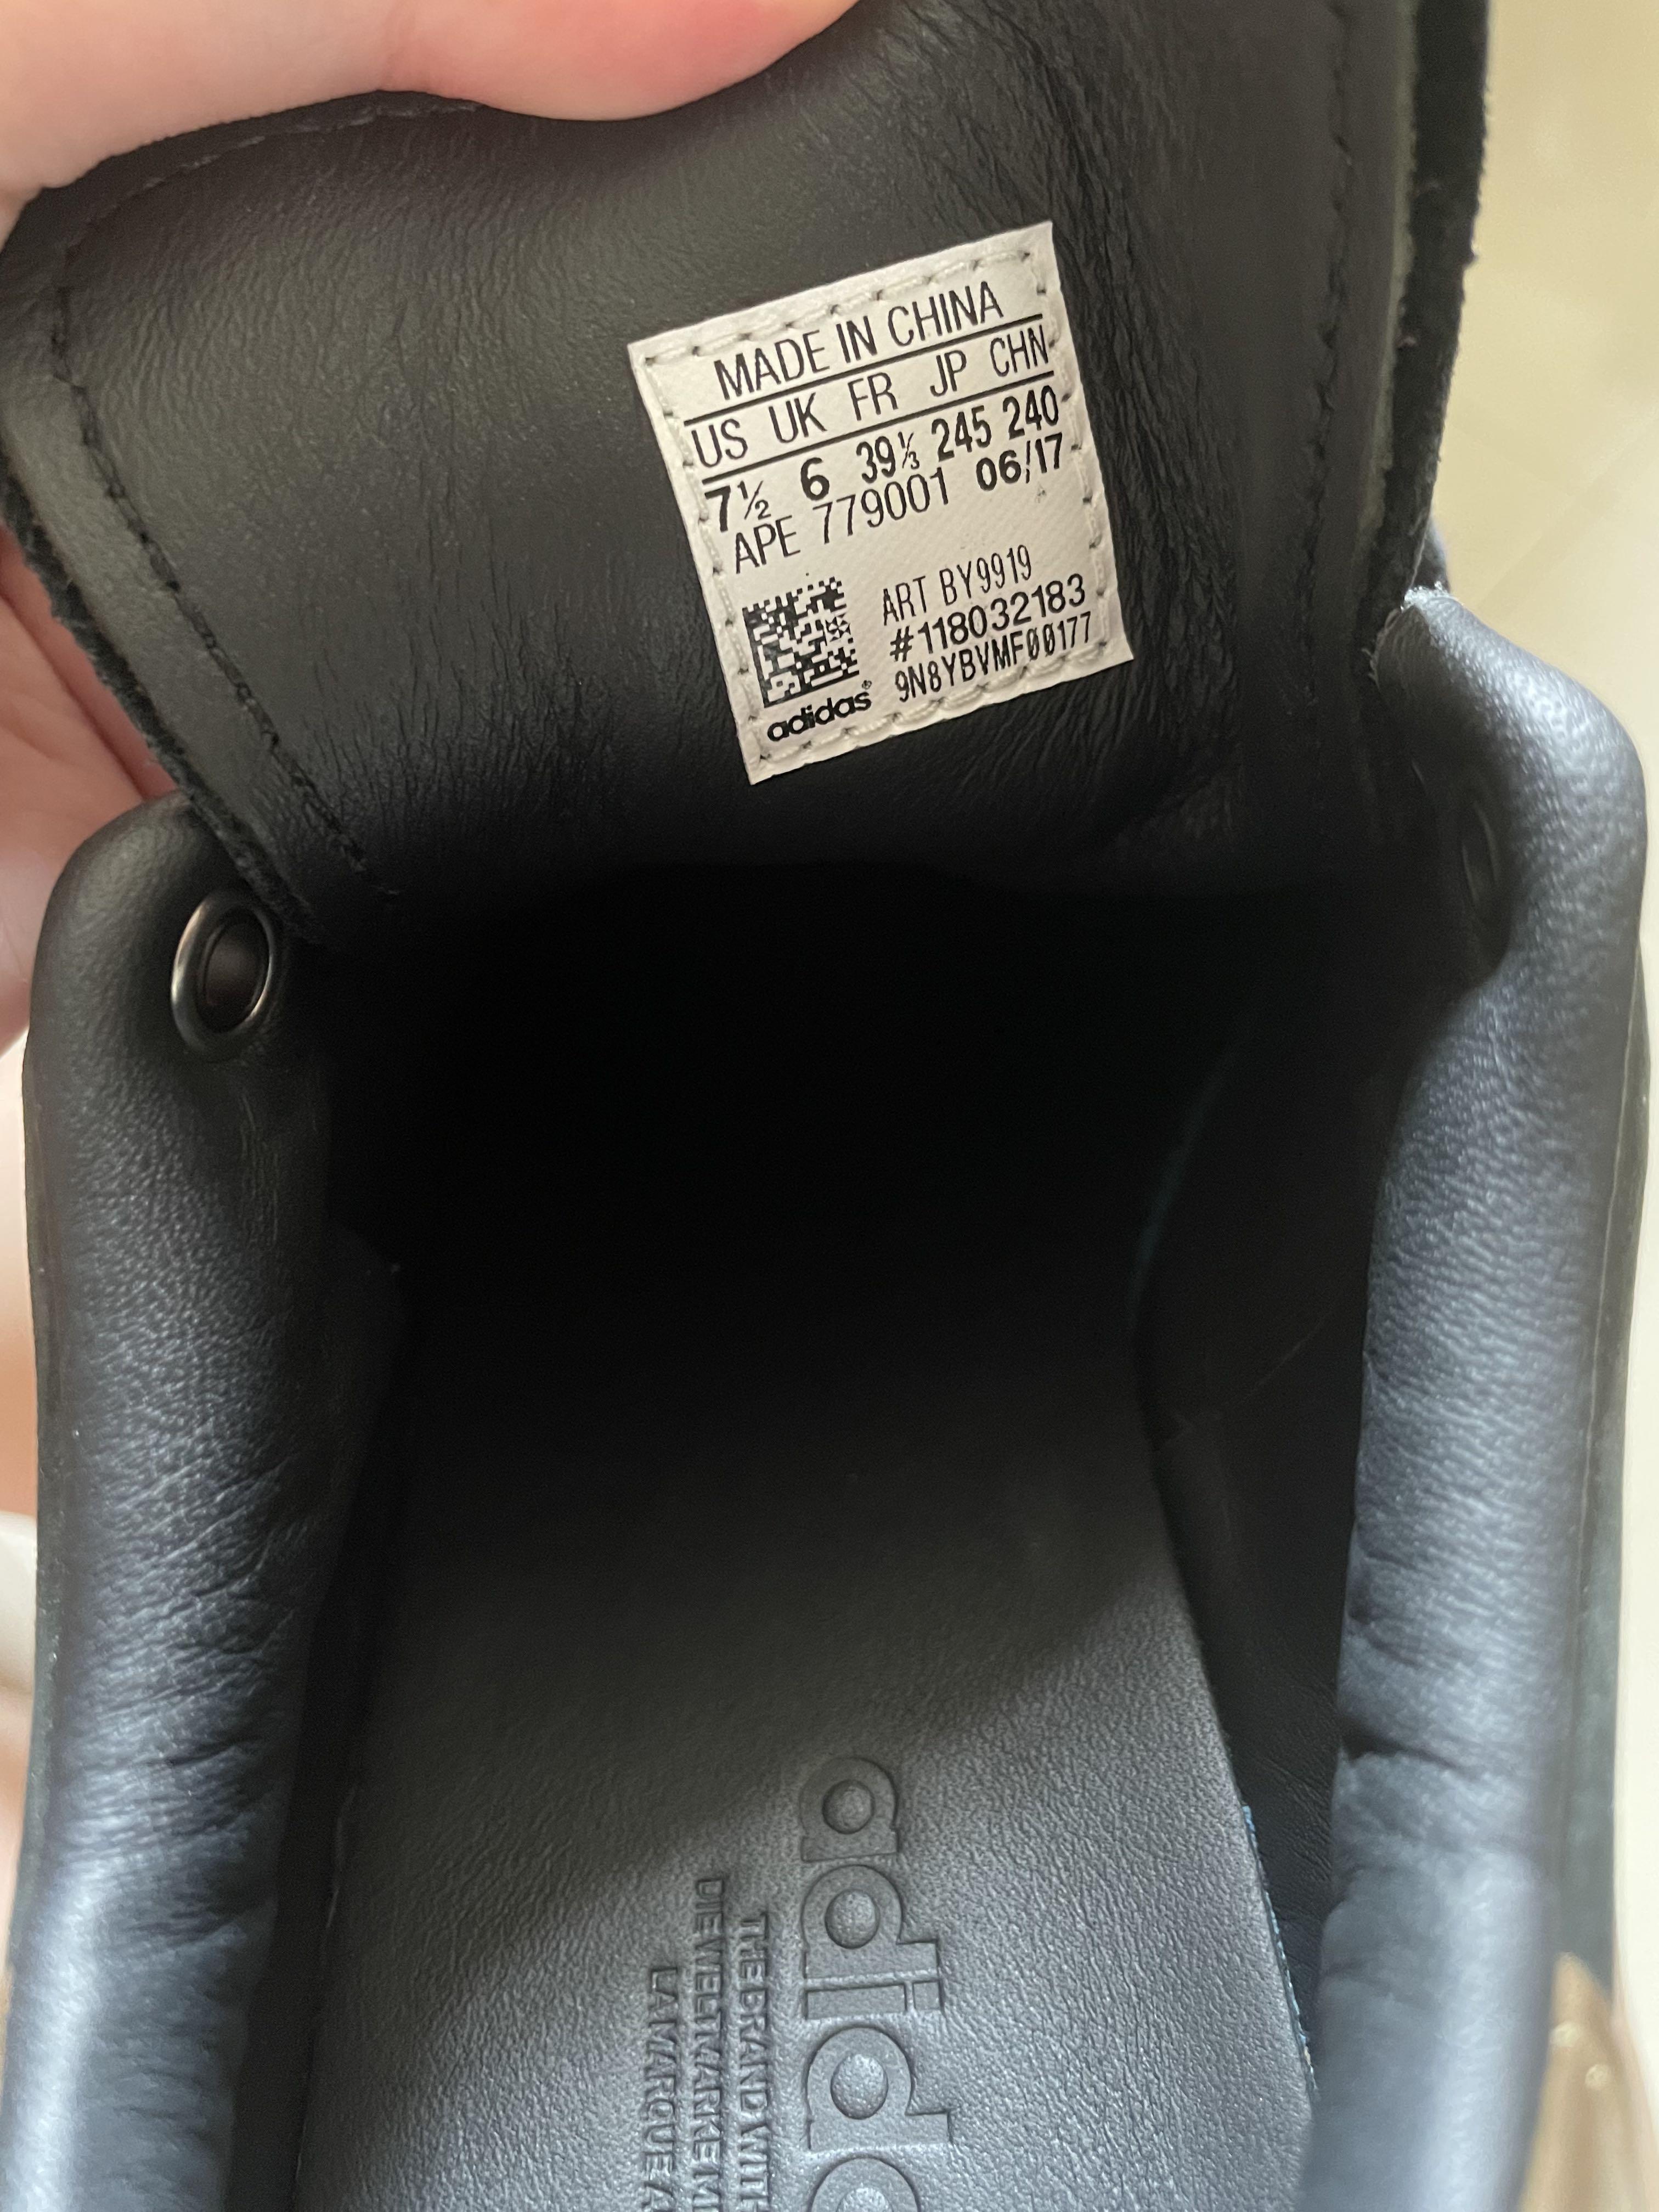 MADE IN CHINA
US UK FR JP CHN
7½ 6 39⅓ 245 240
APE 779001 06/17
ART BY9919
#118032183
9N8YBVMF00177
adidas®
adida
THE BRAND WITH
DIE WELTMARKE MI
LA MARQUE A